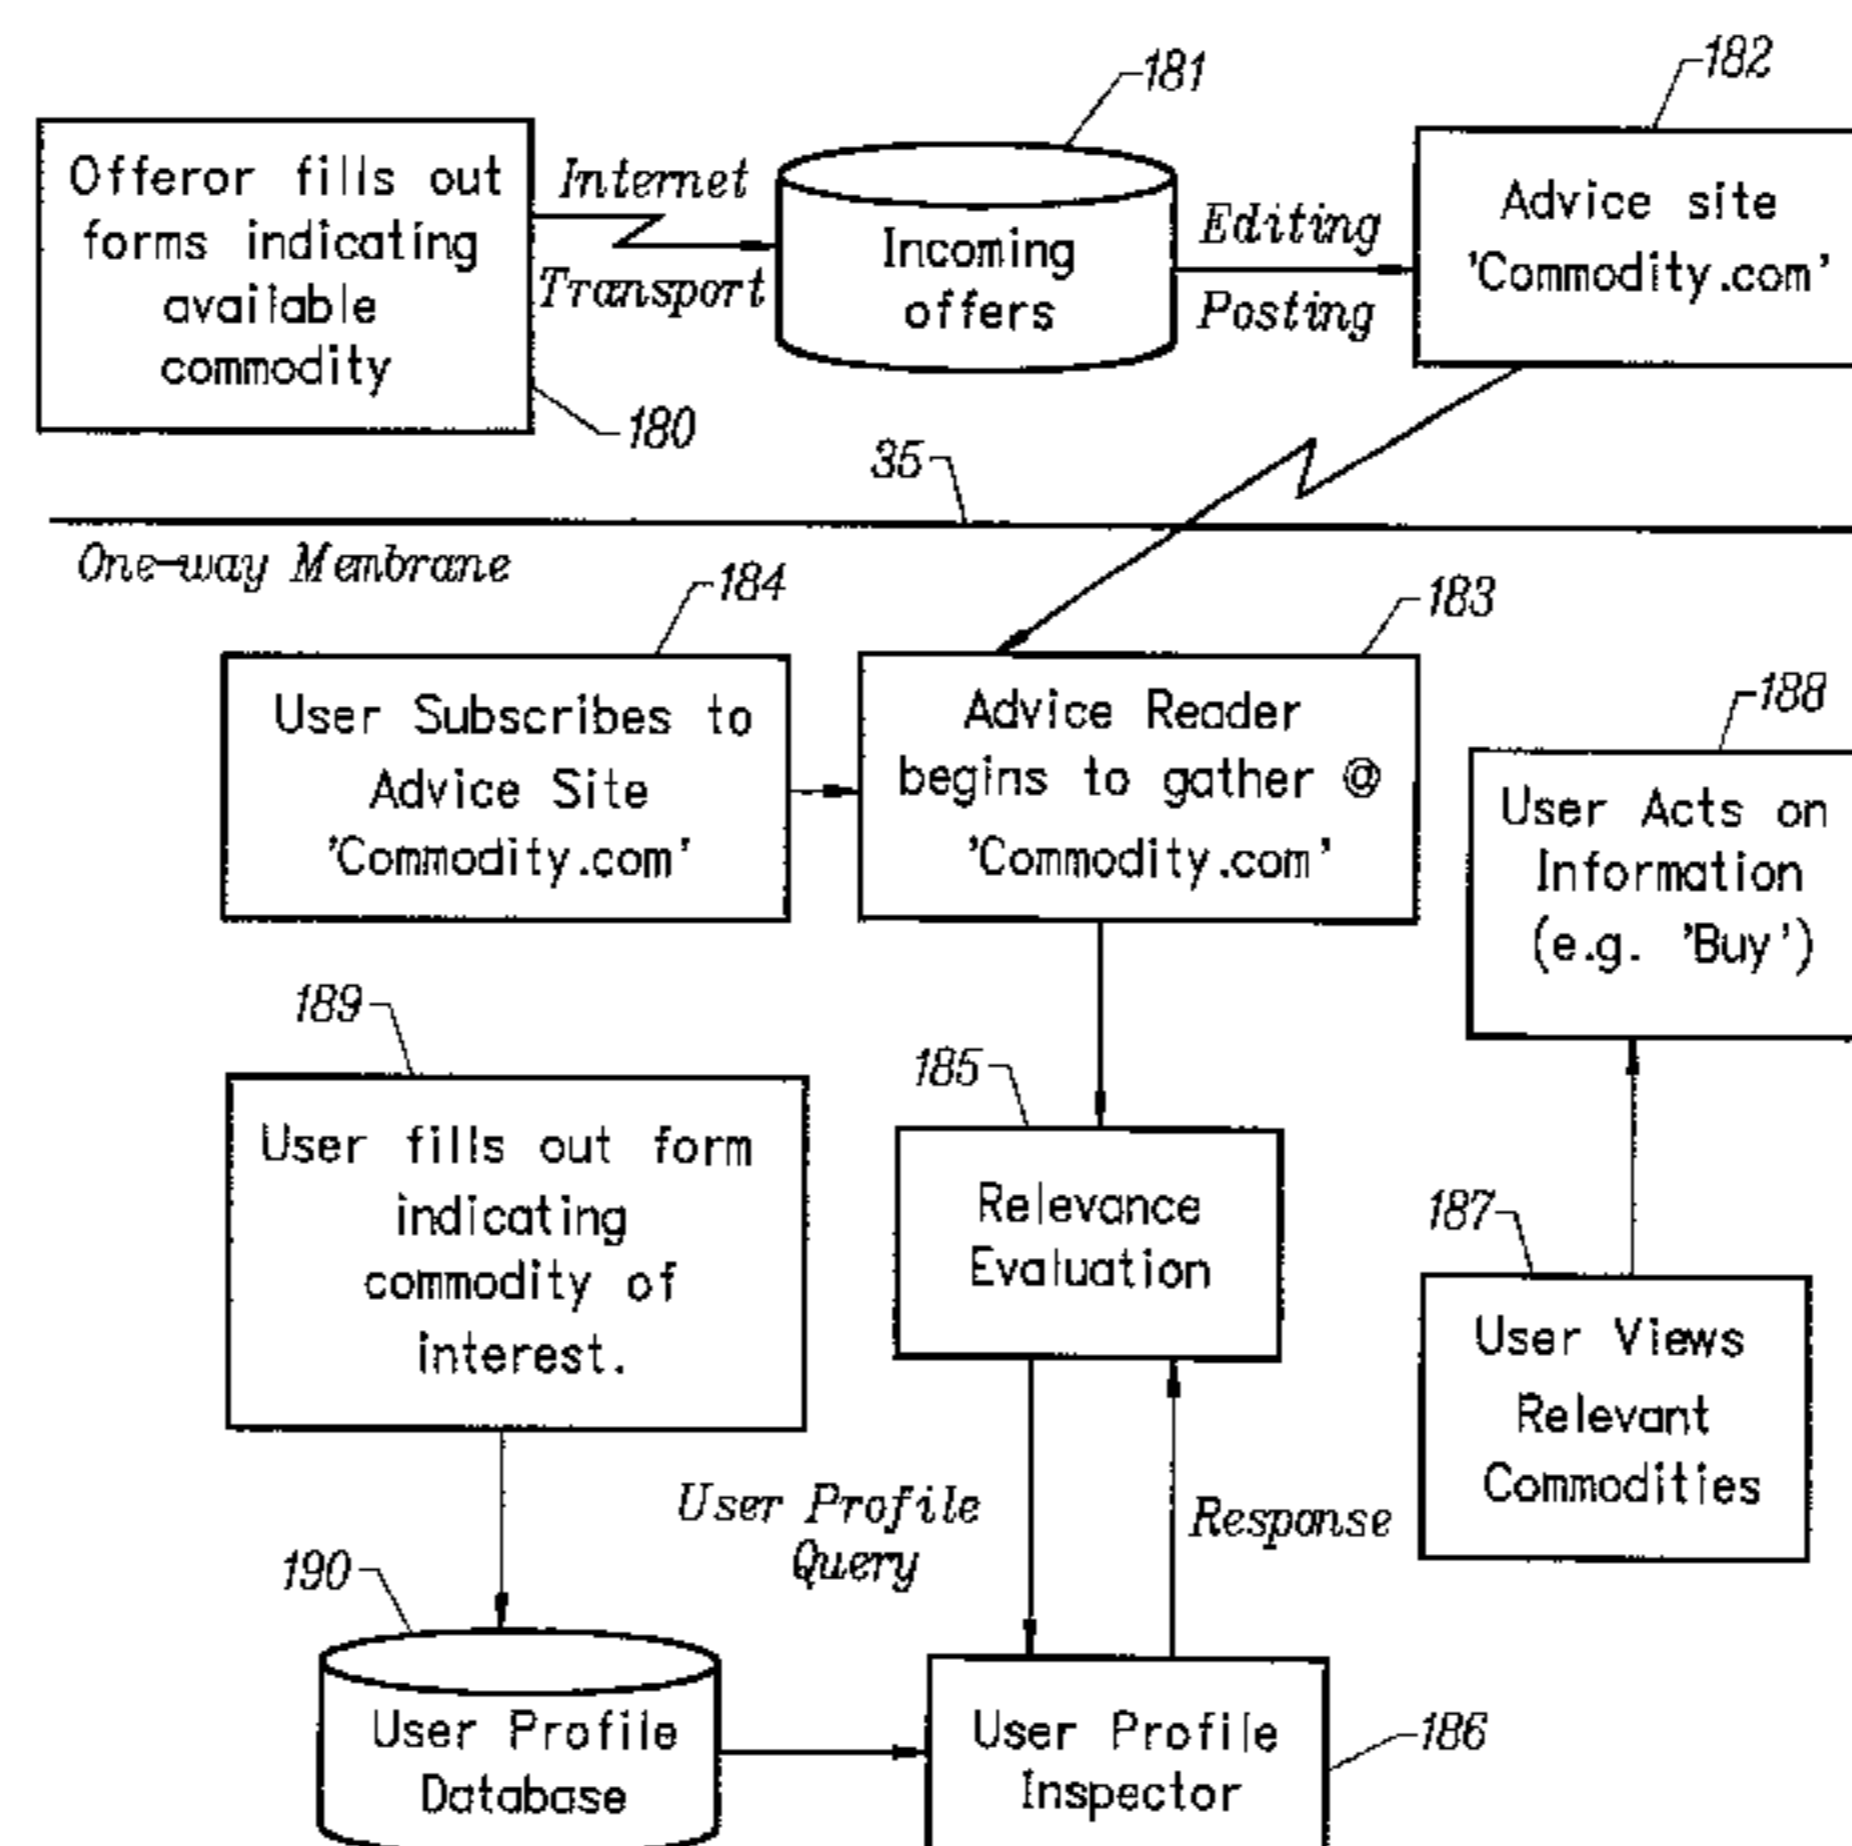 181
182
Offeror fills out
forms indicating
available
commodity
180
Internet
Transport
Incoming
offers
Editing
Posting
Advice site
'Commodity.com'
35
One-way Membrane
184
User Subscribes to
Advice Site
'Commodity.com'
183
Advice Reader
begins to gather @
'Commodity.com'
188
User Acts on
Information
(e.g. 'Buy')
189
User fills out form
indicating
commodity of
interest.
185
Relevance
Evaluation
187
User Views
Relevant
Commodities
User Profile
Query
Response
190
User Profile
Database
User Profile
Inspector
186